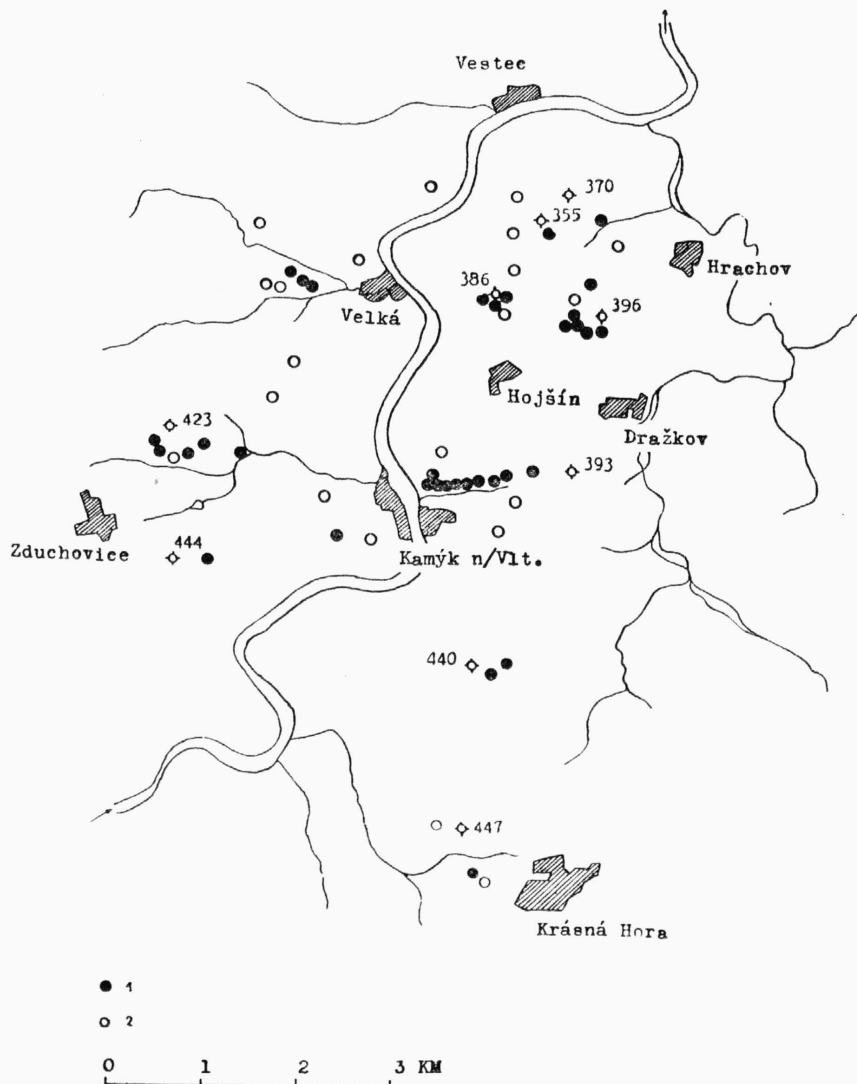 Vestec
370
355
Hrachov
386
396
Velká
Hojšín
423
Dražkov
393
Zduchovice
444
Kamýk n/Vlt.
440
447
Krásná Hora
1
2
0 1 2 3 KM